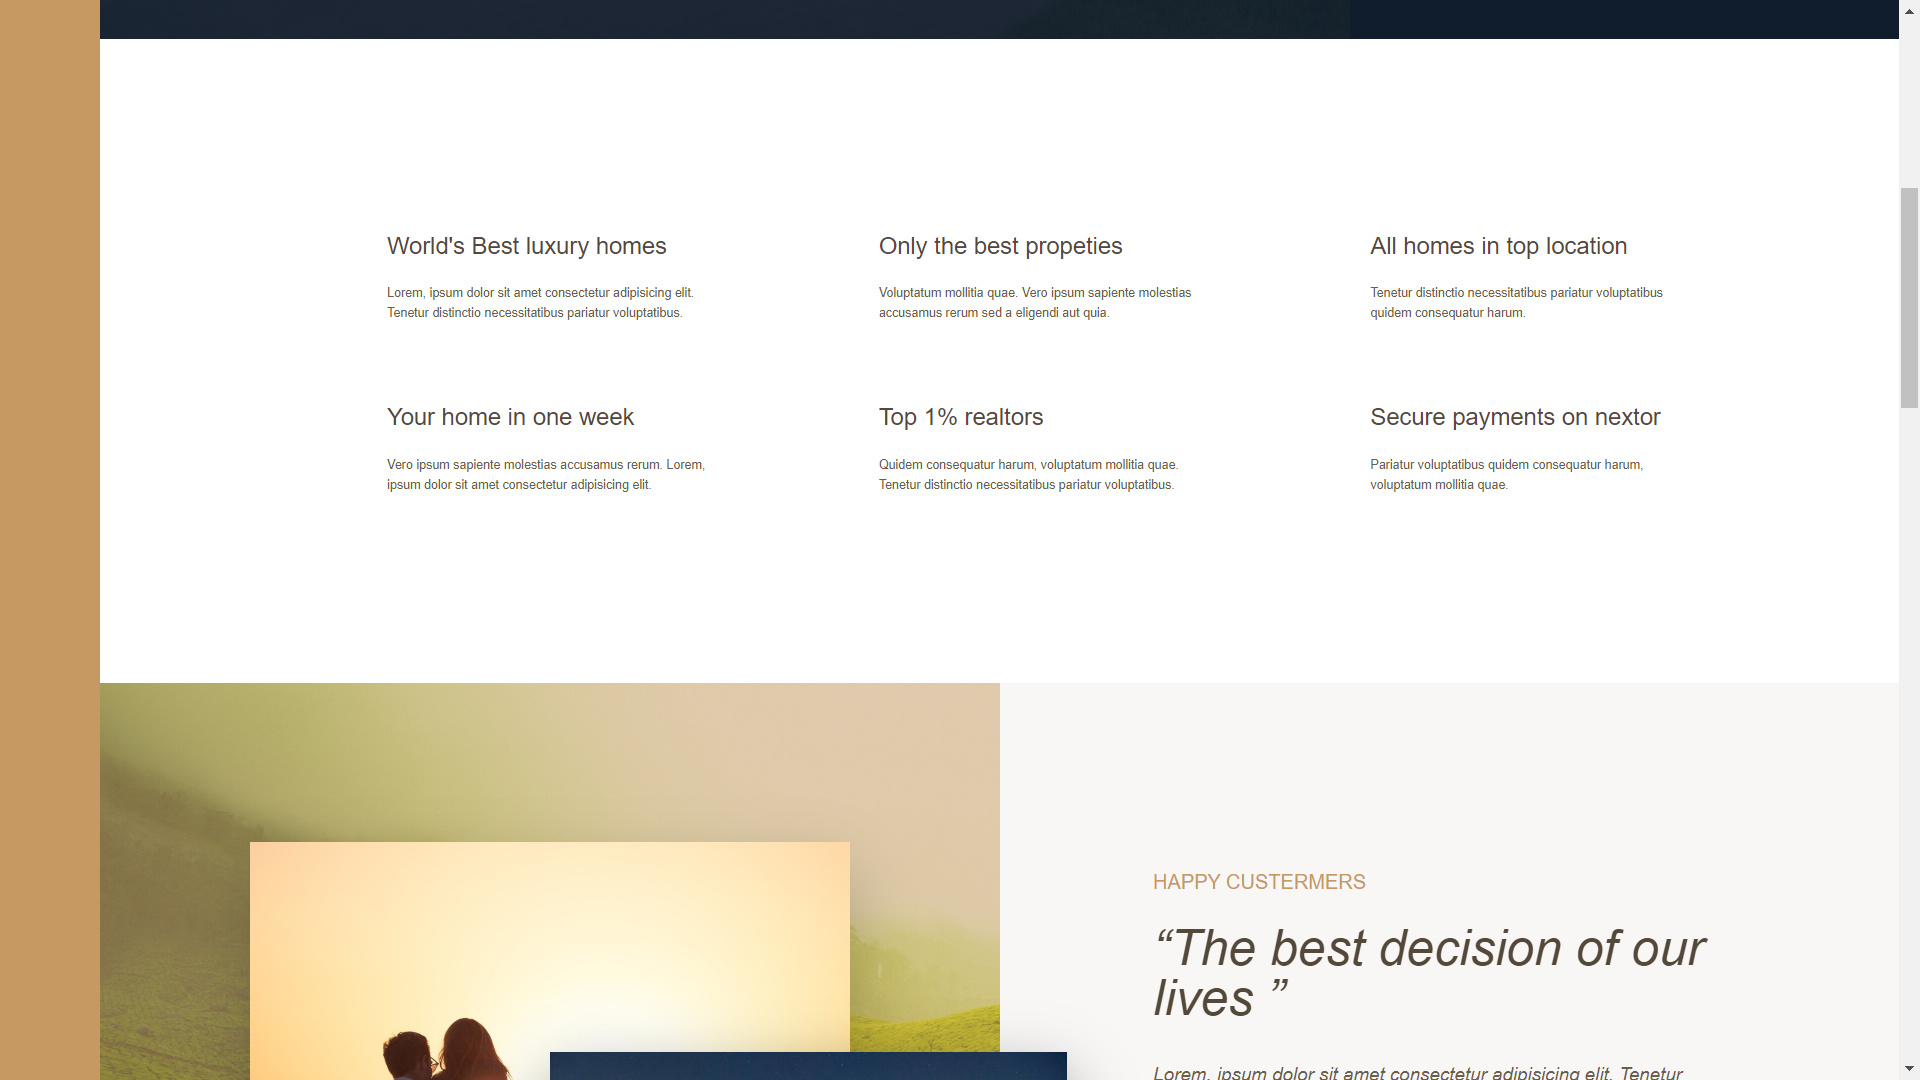 World's Best luxury homes
Lorem, ipsum dolor sit amet consectetur adipisicing elit.
Tenetur distinctio necessitatibus pariatur voluptatibus.
Only the best propeties
Voluptatum mollitia quae. Vero ipsum sapiente molestias
accusamus rerum sed a eligendi aut quia.
All homes in top location
Tenetur distinctio necessitatibus pariatur voluptatibus
quidem consequatur harum.
Your home in one week
Vero ipsum sapiente molestias accusamus rerum. Lorem,
ipsum dolor sit amet consectetur adipisicing elit.
Top 1% realtors
Quidem consequatur harum, voluptatum mollitia quae.
Tenetur distinctio necessitatibus pariatur voluptatibus.
Secure payments on nextor
Pariatur voluptatibus quidem consequatur harum,
voluptatum mollitia quae.
HAPPY CUSTERMERS
“The best decision of our
lives ”
Lorem, ipsum dolor sit amet consectetur adipisicing elit. Tenetur